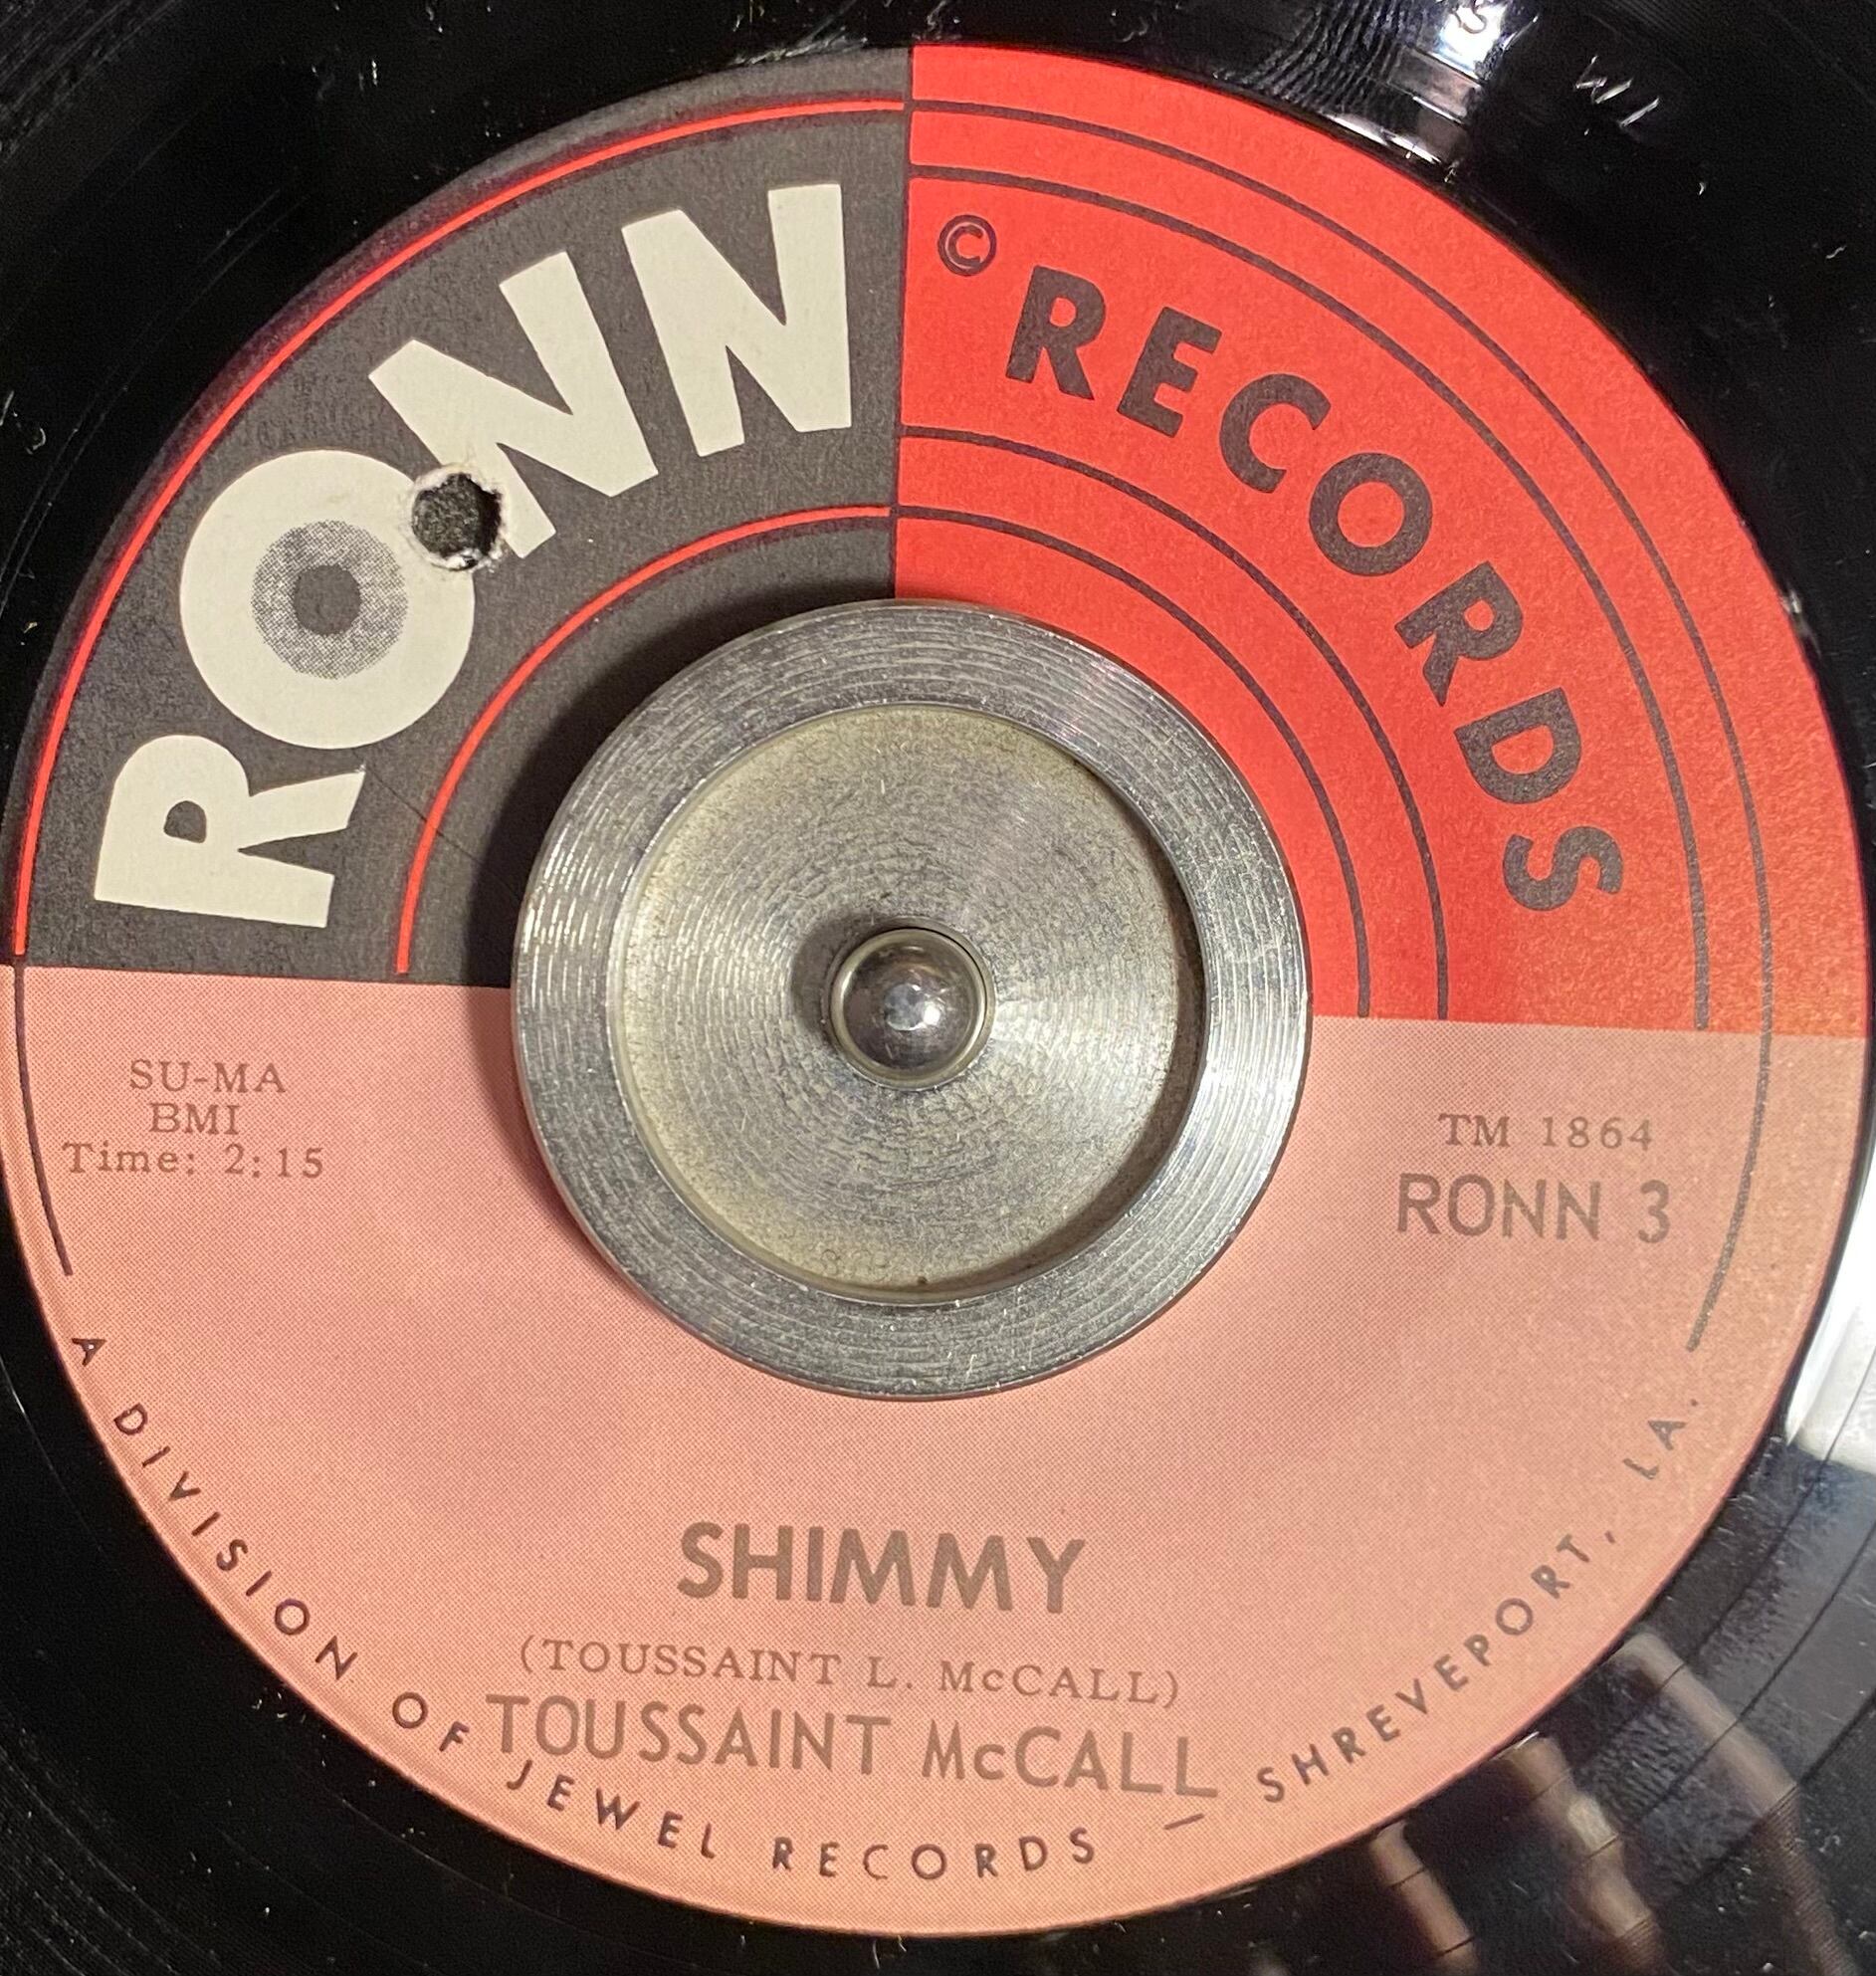 RONN
© RECORDS
SU-MA
BMI
Time: 2:15
TM 1864
RONN 3
SHIMMY
(TOUSSAINT L. McCALL)
TOUSSAINT McCALL
A DIVISION OF JEWEL RECORDS — SHREVEPORT, LA.